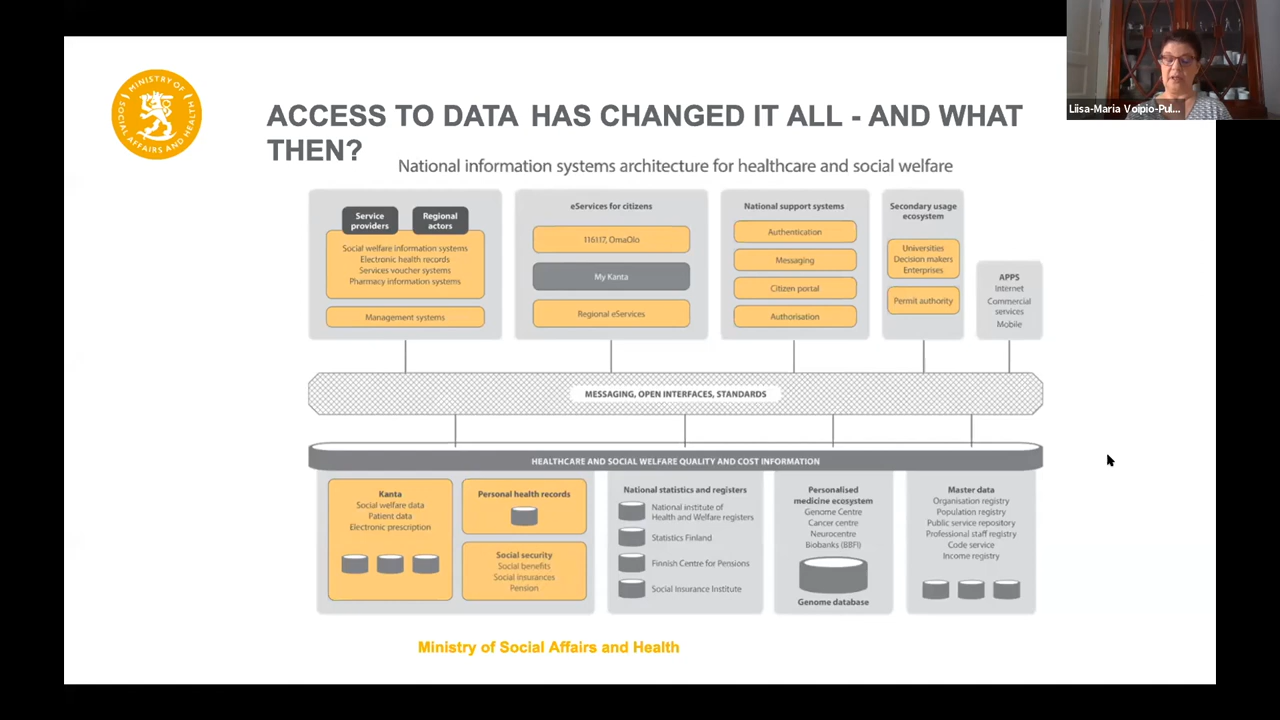 MINISTRY OF
SOCIAL AFFAIRS AND HEALTH
Liisa-Maria Voipio-Pul...
ACCESS TO DATA HAS CHANGED IT ALL - AND WHAT
THEN?
National information systems architecture for healthcare and social welfare
Service
providers
Regional
actors
Social welfare information systems
Electronic health records
Services voucher systems
Pharmacy information systems
Management systems
eServices for citizens
116117, OmaOlo
My Kanta
Regional eServices
National support systems
Authentication
Messaging
Citizen portal
Authorisation
Secondary usage
ecosystem
Universities
Decision makers
Enterprises
Permit authority
APPS
Internet
Commercial
services
Mobile
MESSAGING, OPEN INTERFACES, STANDARDS
HEALTHCARE AND SOCIAL WELFARE QUALITY AND COST INFORMATION
Kanta
Social welfare data
Patient data
Electronic prescription
Personal health records
Social security
Social benefits
Social insurances
Pension
National statistics and registers
National institute of
Health and Welfare registers
Statistics Finland
Finnish Centre for Pensions
Social Insurance Institute
Personalised
medicine ecosystem
Genome Centre
Cancer centre
Neurocentre
Biobanks (BBFI)
Genome database
Master data
Organisation registry
Population registry
Public service repository
Professional staff registry
Code service
Income registry
Ministry of Social Affairs and Health